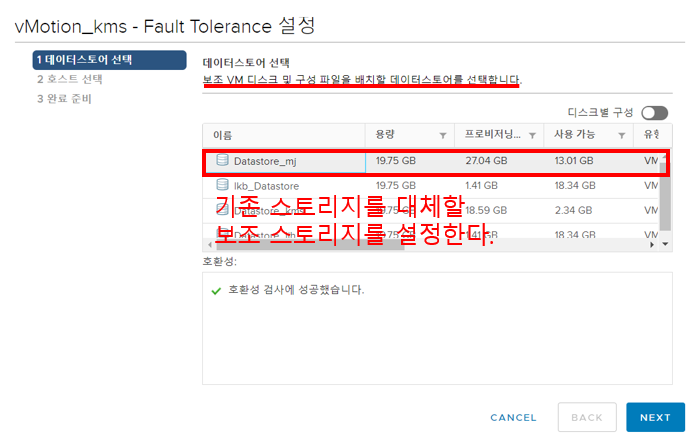 vMotion_kms - Fault Tolerance 설정
1 데이터스토어 선택
2 호스트 선택
3 완료 준비
데이터스토어 선택
보조 VM 디스크 및 구성 파일을 배치할 데이터스토어를 선택합니다.
디스크별 구성
이름 용량 프로비저닝... 사용 가능 유형
Datastore_mj 19.75 GB 27.04 GB 13.01 GB VM
lkb_Datastore 19.75 GB 1.41 GB 18.34 GB VM
Datastore_kms 19.75 GB 18.59 GB 2.34 GB VM
기존 스토리지를 대체할
보조 스토리지를 설정한다.
호환성:
호환성 검사에 성공했습니다.
CANCEL BACK NEXT